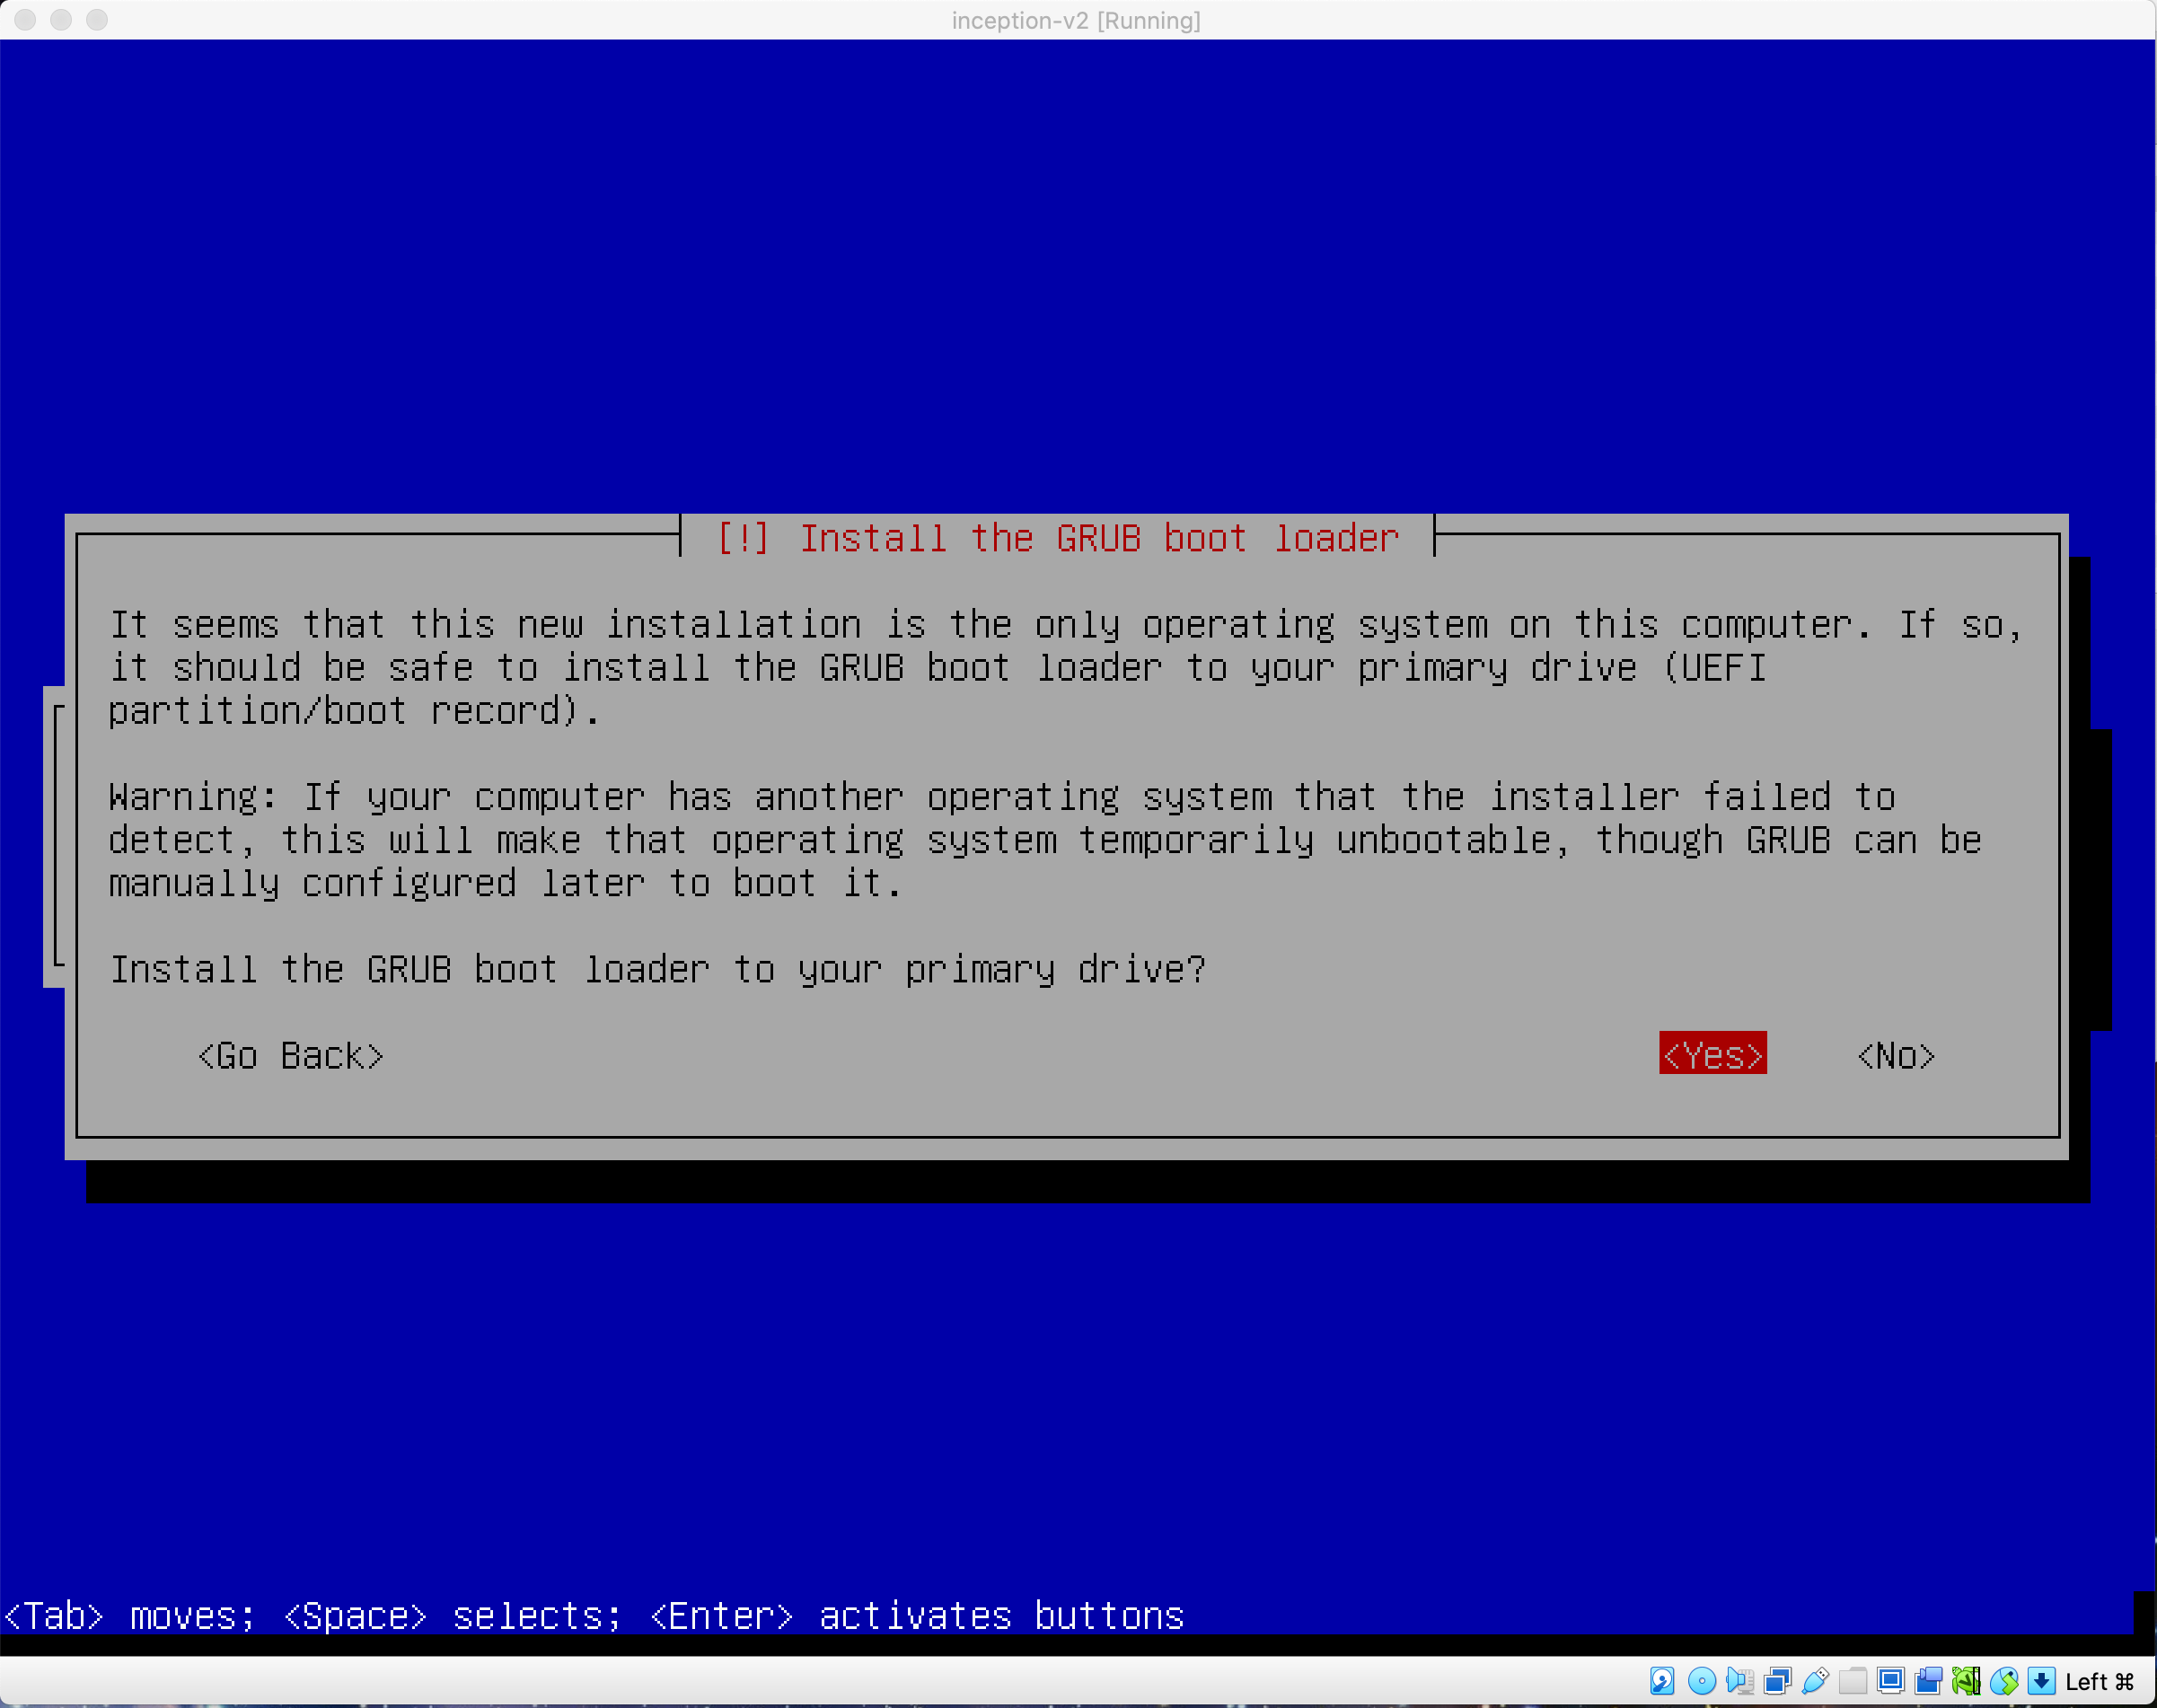 inception-v2 [Running]
[!] Install the GRUB boot loader
It seems that this new installation is the only operating system on this computer. If so,
it should be safe to install the GRUB boot loader to your primary drive (UEFI
partition/boot record).
Warning: If your computer has another operating system that the installer failed to
detect, this will make that operating system temporarily unbootable, though GRUB can be
manually configured later to boot it.
Install the GRUB boot loader to your primary drive?
<Go Back> <Yes> <No>
<Tab> moves; <Space> selects; <Enter> activates buttons
Left ⌘